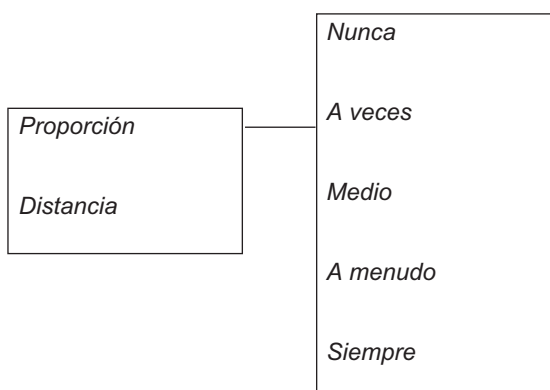 Proporción
Distancia
Nunca
A veces
Medio
A menudo
Siempre